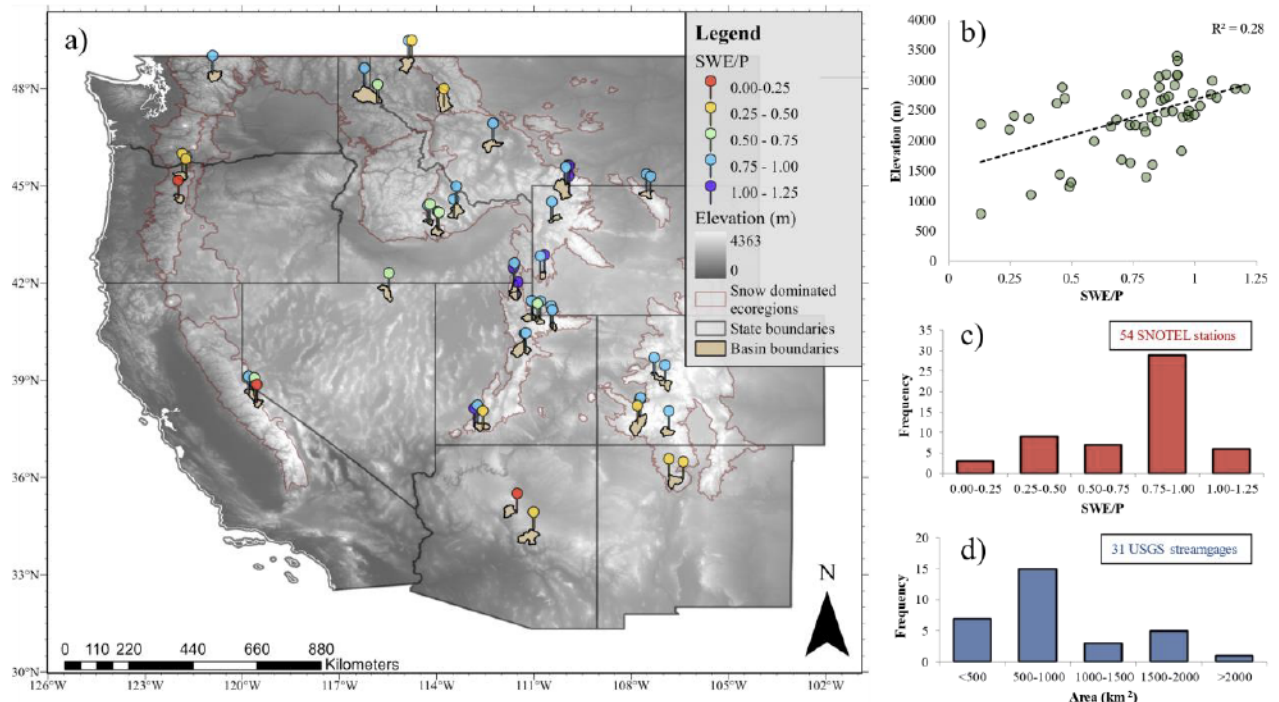 a)
48°N
45°N
42°N
39°N
36°N
33°N
30°N
126°W
120°W
114°W
111°W
108°W
105°W
102°W
0 110 220 440 660 880
Kilometers
N
Legend
SWE/P
0.00-0.25
0.25 - 0.50
0.50 - 0.75
0.75 - 1.00
1.00 - 1.25
Elevation (m)
4363
0
Snow dominated
ecoregions
State boundaries
Basin boundaries
b)
R² = 0.28
Elevation (m)
4000
3500
3000
2500
2000
1500
1000
500
0
0 0.25 0.5 0.75 1 1.25
SWE/P
c)
54 SNOTEL stations
Frequency
35
30
25
20
15
10
5
0
0.00-0.25 0.25-0.50 0.50-0.75 0.75-1.00 1.00-1.25
SWE/P
d)
31 USGS streamgages
Frequency
20
15
10
5
0
<500 500-1000 1000-1500 1500-2000 >2000
Area (km²)